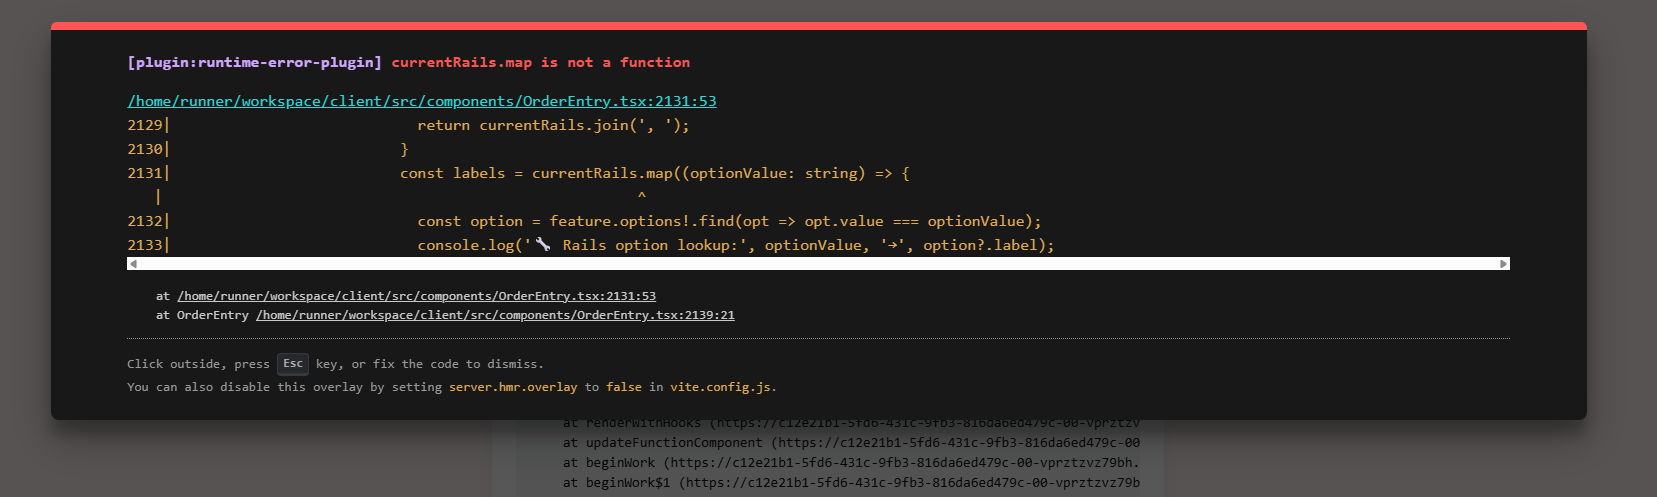 [plugin:runtime-error-plugin] currentRails.map is not a function
/home/runner/workspace/client/src/components/OrderEntry.tsx:2131:53
2129|                            return currentRails.join(', ');
2130|                          }
2131|                          const labels = currentRails.map((optionValue: string) => {
    |                                                     ^
2132|                            const option = feature.options!.find(opt => opt.value === optionValue);
2133|                            console.log('🔧 Rails option lookup:', optionValue, '→', option?.label);
at /home/runner/workspace/client/src/components/OrderEntry.tsx:2131:53
at OrderEntry /home/runner/workspace/client/src/components/OrderEntry.tsx:2139:21
Click outside, press Esc key, or fix the code to dismiss.
You can also disable this overlay by setting server.hmr.overlay to false in vite.config.js.
at renderWithHooks (https://c12e21b1-5fd6-431c-9fb3-816da6ed479c-00-vprztzv
at updateFunctionComponent (https://c12e21b1-5fd6-431c-9fb3-816da6ed479c-00
at beginWork (https://c12e21b1-5fd6-431c-9fb3-816da6ed479c-00-vprztzvz79bh.
at beginWork$1 (https://c12e21b1-5fd6-431c-9fb3-816da6ed479c-00-vprztzvz79b